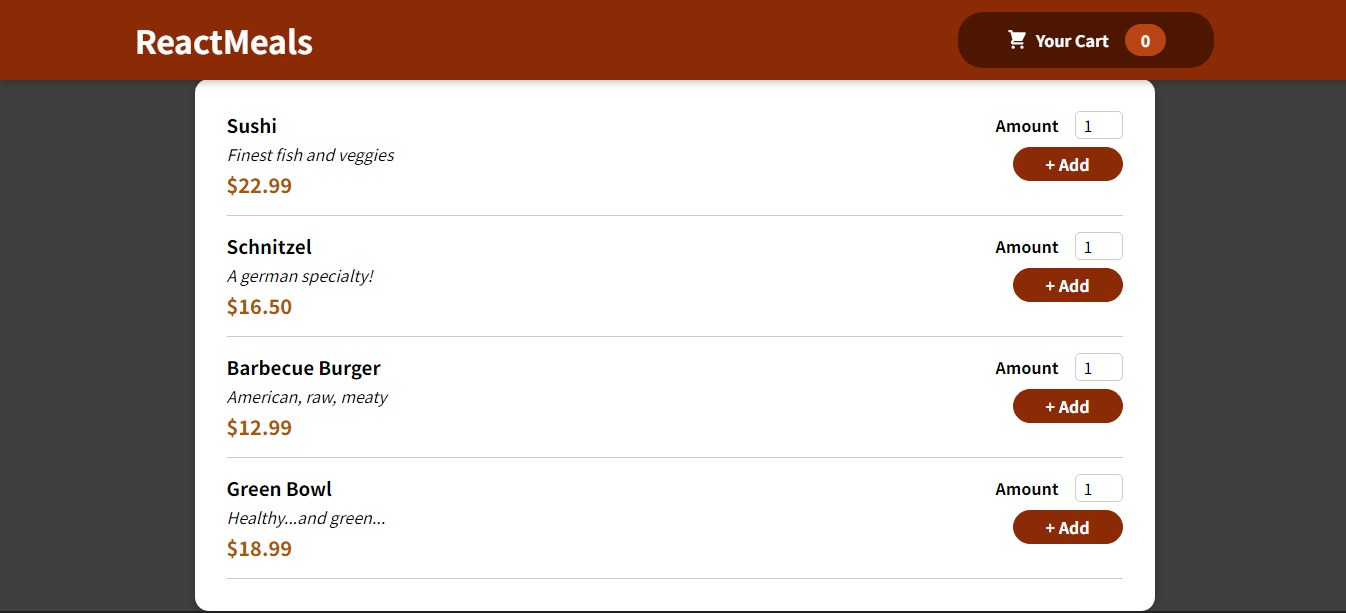 ReactMeals
Your Cart 0
Sushi
Finest fish and veggies
$22.99
Amount 1
+ Add
Schnitzel
A german specialty!
$16.50
Amount 1
+ Add
Barbecue Burger
American, raw, meaty
$12.99
Amount 1
+ Add
Green Bowl
Healthy...and green...
$18.99
Amount 1
+ Add